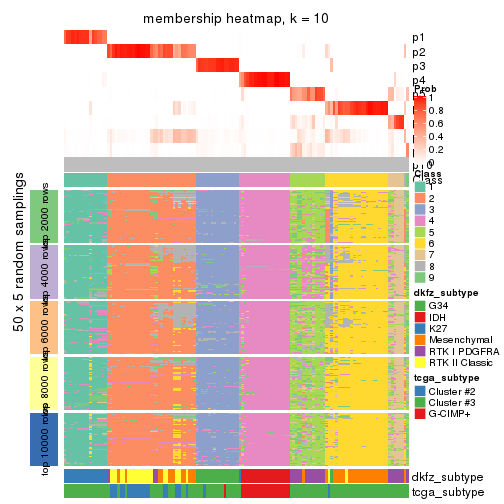 membership heatmap, k = 10
p1
p2
p3
p4
Prob
1
0.8
0.6
0.4
0.2
0
Class
1
2
3
4
5
6
7
8
9
dkfz_subtype
G34
IDH
K27
Mesenchymal
RTK I PDGFRA
RTK II Classic
tcga_subtype
Cluster #2
Cluster #3
G-CIMP+
50 x 5 random samplings
top 2000 rows
top 4000 rows
top 6000 rows
top 8000 rows
top 10000 rows
dkfz_subtype
tcga_subtype